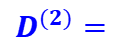 D⁽²⁾ =